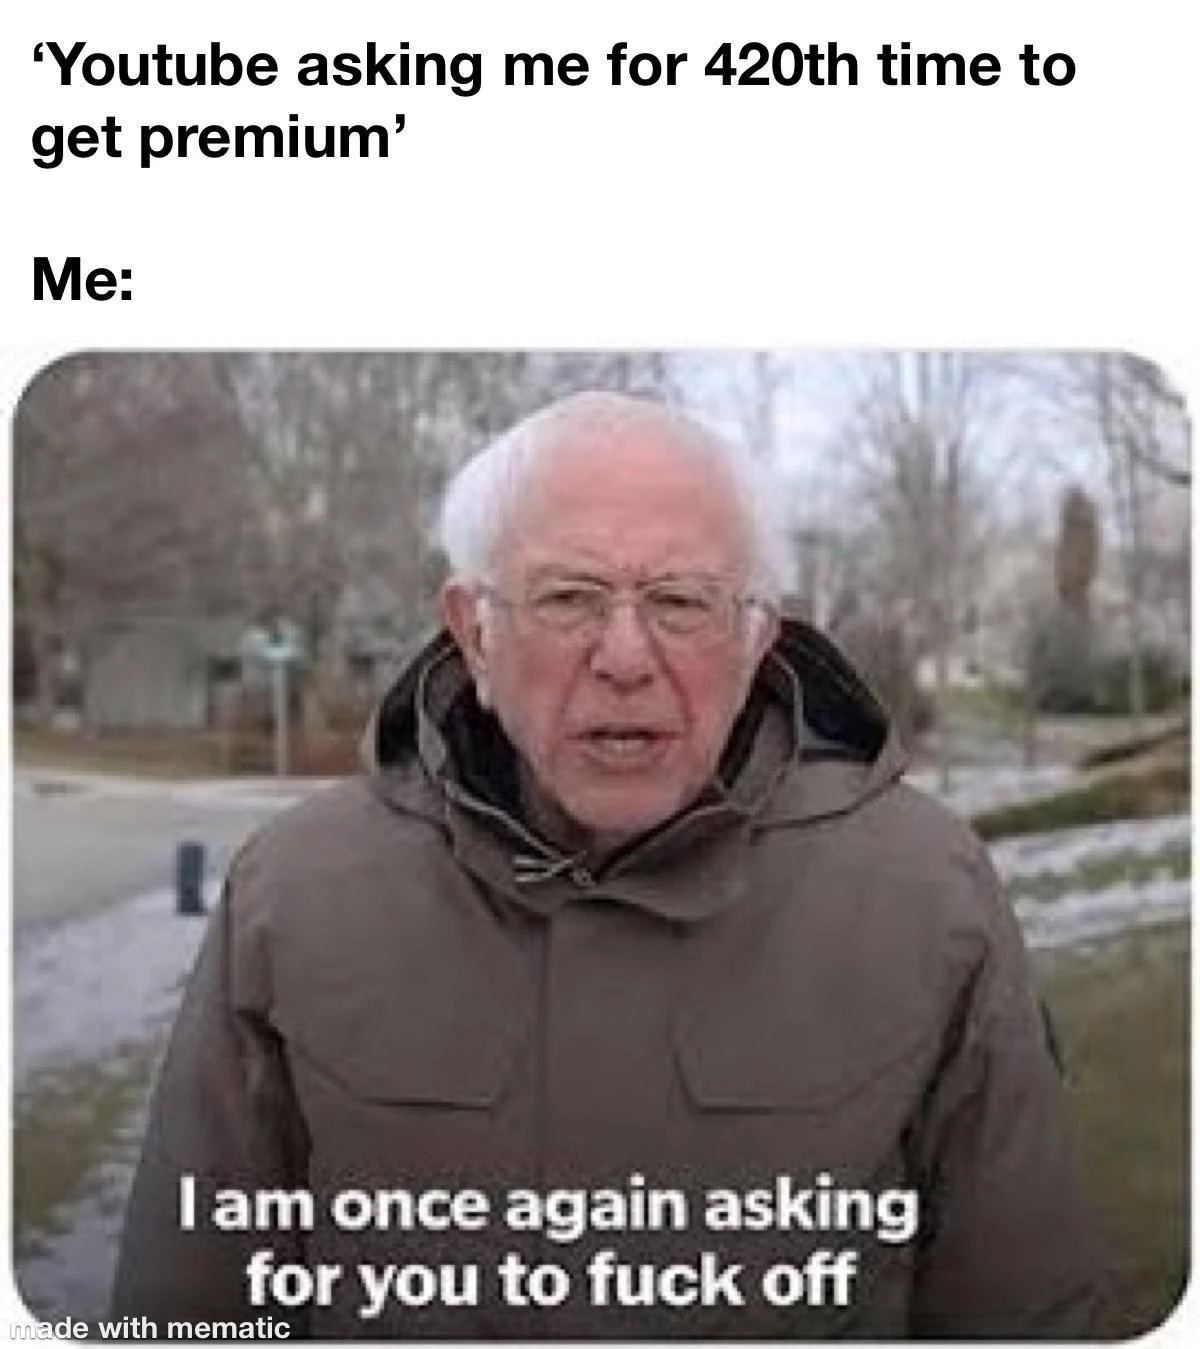 ‘Youtube asking me for 420th time to
get premium’
Me:
I am once again asking
for you to fuck off
made with mematic